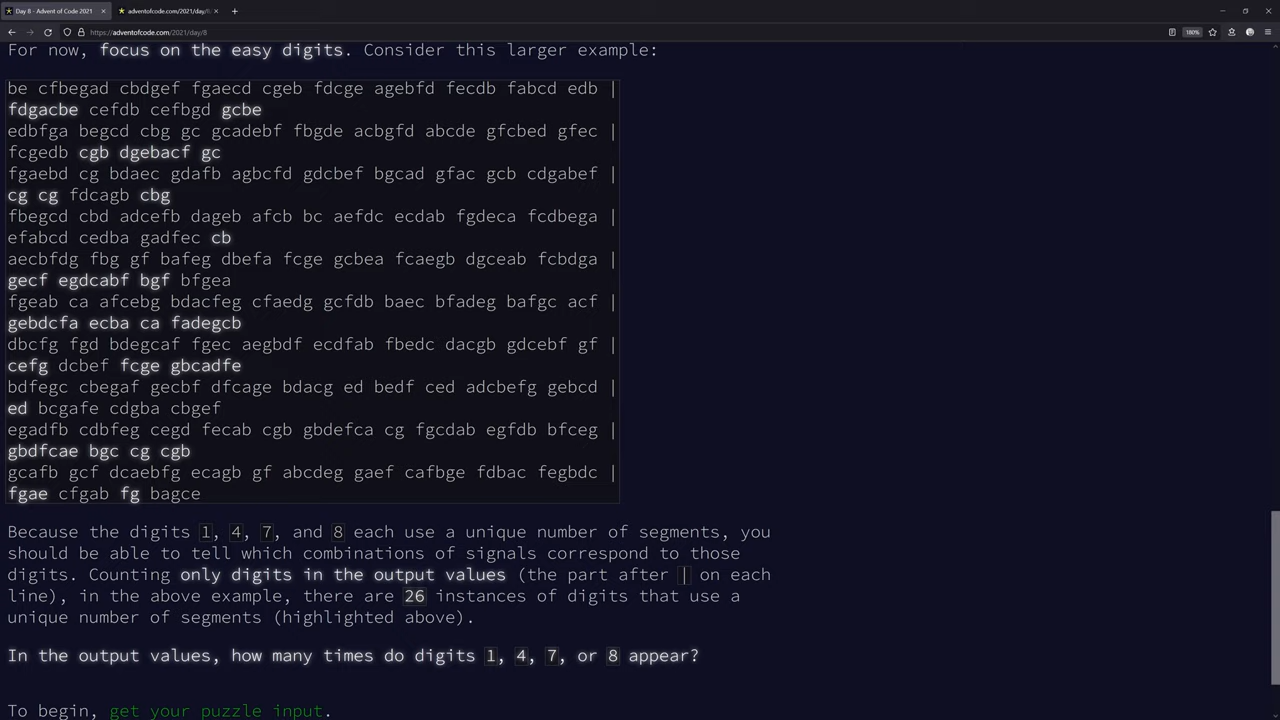 Day 8 - Advent of Code 2021
adventofcode.com/2021/day/8
https://adventofcode.com/2021/day/8
180%
For now, focus on the easy digits. Consider this larger example:
be cfbegad cbdgef fgaecd cgeb fdcge agebfd fecdb fabcd edb |
fdgacbe cefdb cefbgd gcbe
edbfga begcd cbg gc gcadebf fbgde acbgfd abcde gfcbed gfec |
fcgedb cgb dgebacf gc
fgaebd cg bdaec gdafb agbcfd gdcbef bgcad gfac gcb cdgabef |
cg cg fdcagb cbg
fbegcd cbd adcefb dageb afcb bc aefdc ecdab fgdeca fcdbega |
efabcd cedba gadfec cb
aecbfdg fbg gf bafeg dbefa fcge gcbea fcaegb dgceab fcbdga |
gecf egdcabf bgf bfgea
fgeab ca afcebg bdacfeg cfaedg gcfdb baec bfadeg bafgc acf |
gebdcfa ecba ca fadegcb
dbcfg fgd bdegcaf fgec aegbdf ecdfab fbedc dacgb gdcebf gf |
cefg dcbef fcge gbcadfe
bdfegc cbegaf gecbf dfcage bdacg ed bedf ced adcbefg gebcd |
ed bcgafe cdgba cbgef
egadfb cdbfeg cegd fecab cgb gbdefca cg fgcdab egfdb bfceg |
gbdfcae bgc cg cgb
gcafb gcf dcaebfg ecagb gf abcdeg gaef cafbge fdbac fegbdc |
fgae cfgab fg bagce
Because the digits 1, 4, 7, and 8 each use a unique number of segments, you
should be able to tell which combinations of signals correspond to those
digits. Counting only digits in the output values (the part after | on each
line), in the above example, there are 26 instances of digits that use a
unique number of segments (highlighted above).
In the output values, how many times do digits 1, 4, 7, or 8 appear?
To begin, get your puzzle input.